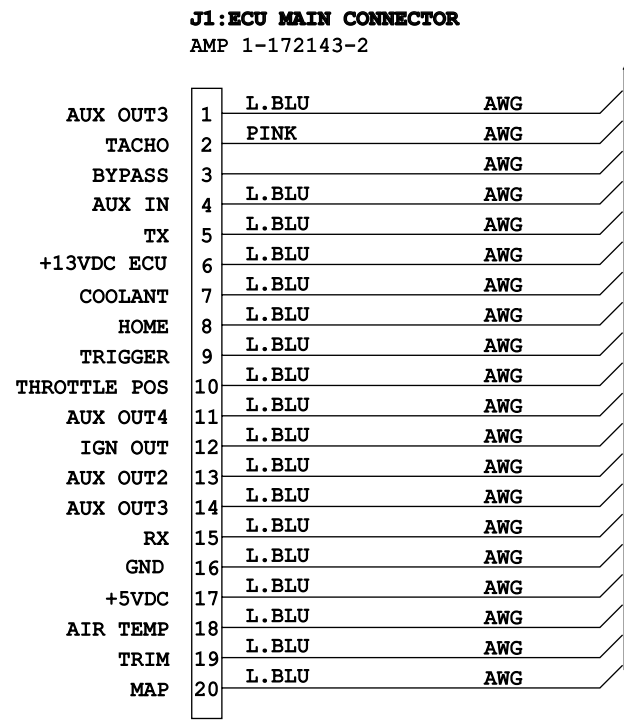 J1:ECU MAIN CONNECTOR
AMP 1-172143-2
AUX OUT3 1 L.BLU AWG
TACHO 2 PINK AWG
BYPASS 3 AWG
AUX IN 4 L.BLU AWG
TX 5 L.BLU AWG
+13VDC ECU 6 L.BLU AWG
COOLANT 7 L.BLU AWG
HOME 8 L.BLU AWG
TRIGGER 9 L.BLU AWG
THROTTLE POS 10 L.BLU AWG
AUX OUT4 11 L.BLU AWG
IGN OUT 12 L.BLU AWG
AUX OUT2 13 L.BLU AWG
AUX OUT3 14 L.BLU AWG
RX 15 L.BLU AWG
GND 16 L.BLU AWG
+5VDC 17 L.BLU AWG
AIR TEMP 18 L.BLU AWG
TRIM 19 L.BLU AWG
MAP 20 L.BLU AWG